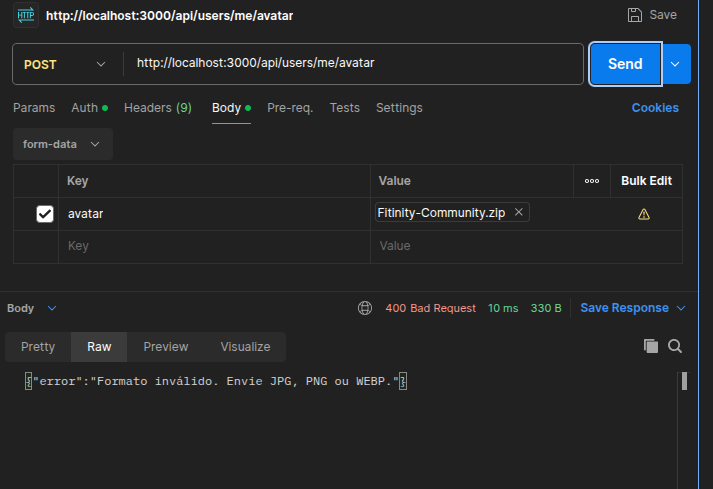 HTTP http://localhost:3000/api/users/me/avatar Save
POST http://localhost:3000/api/users/me/avatar Send
Params Auth Headers (9) Body Pre-req. Tests Settings Cookies
form-data
Key Value Bulk Edit
avatar Fitinity-Community.zip
Key Value
Body 400 Bad Request 10 ms 330 B Save Response
Pretty Raw Preview Visualize
{"error":"Formato inválido. Envie JPG, PNG ou WEBP."}